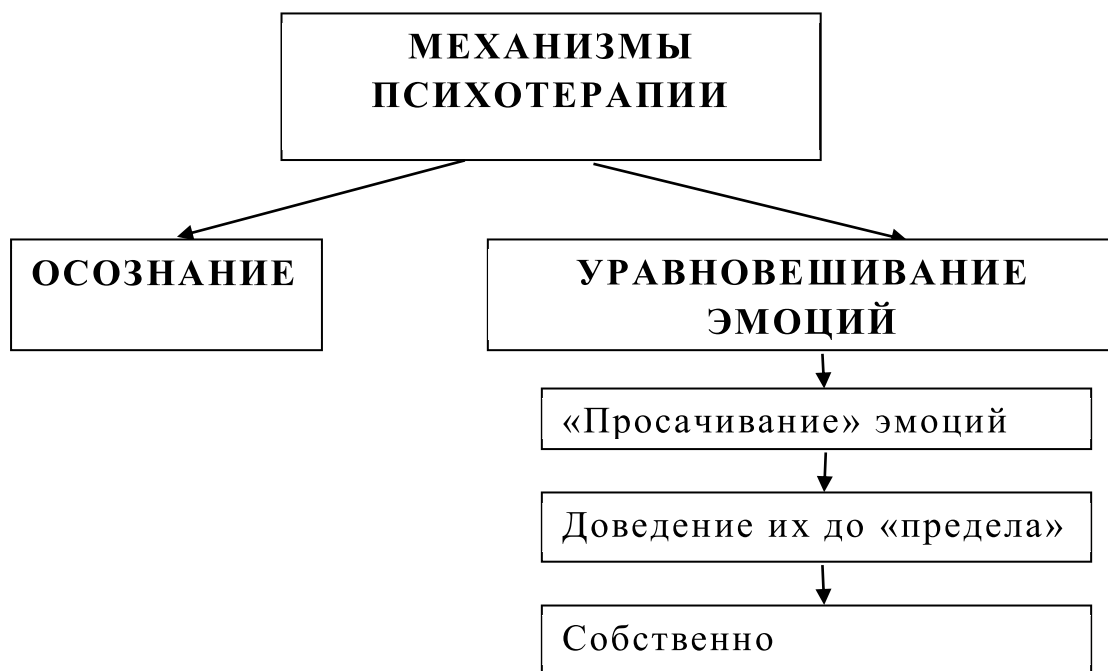 МЕХАНИЗМЫ
ПСИХОТЕРАПИИ
ОСОЗНАНИЕ
УРАВНОВЕШИВАНИЕ
ЭМОЦИЙ
«Просачивание» эмоций
Доведение их до «предела»
Собственно